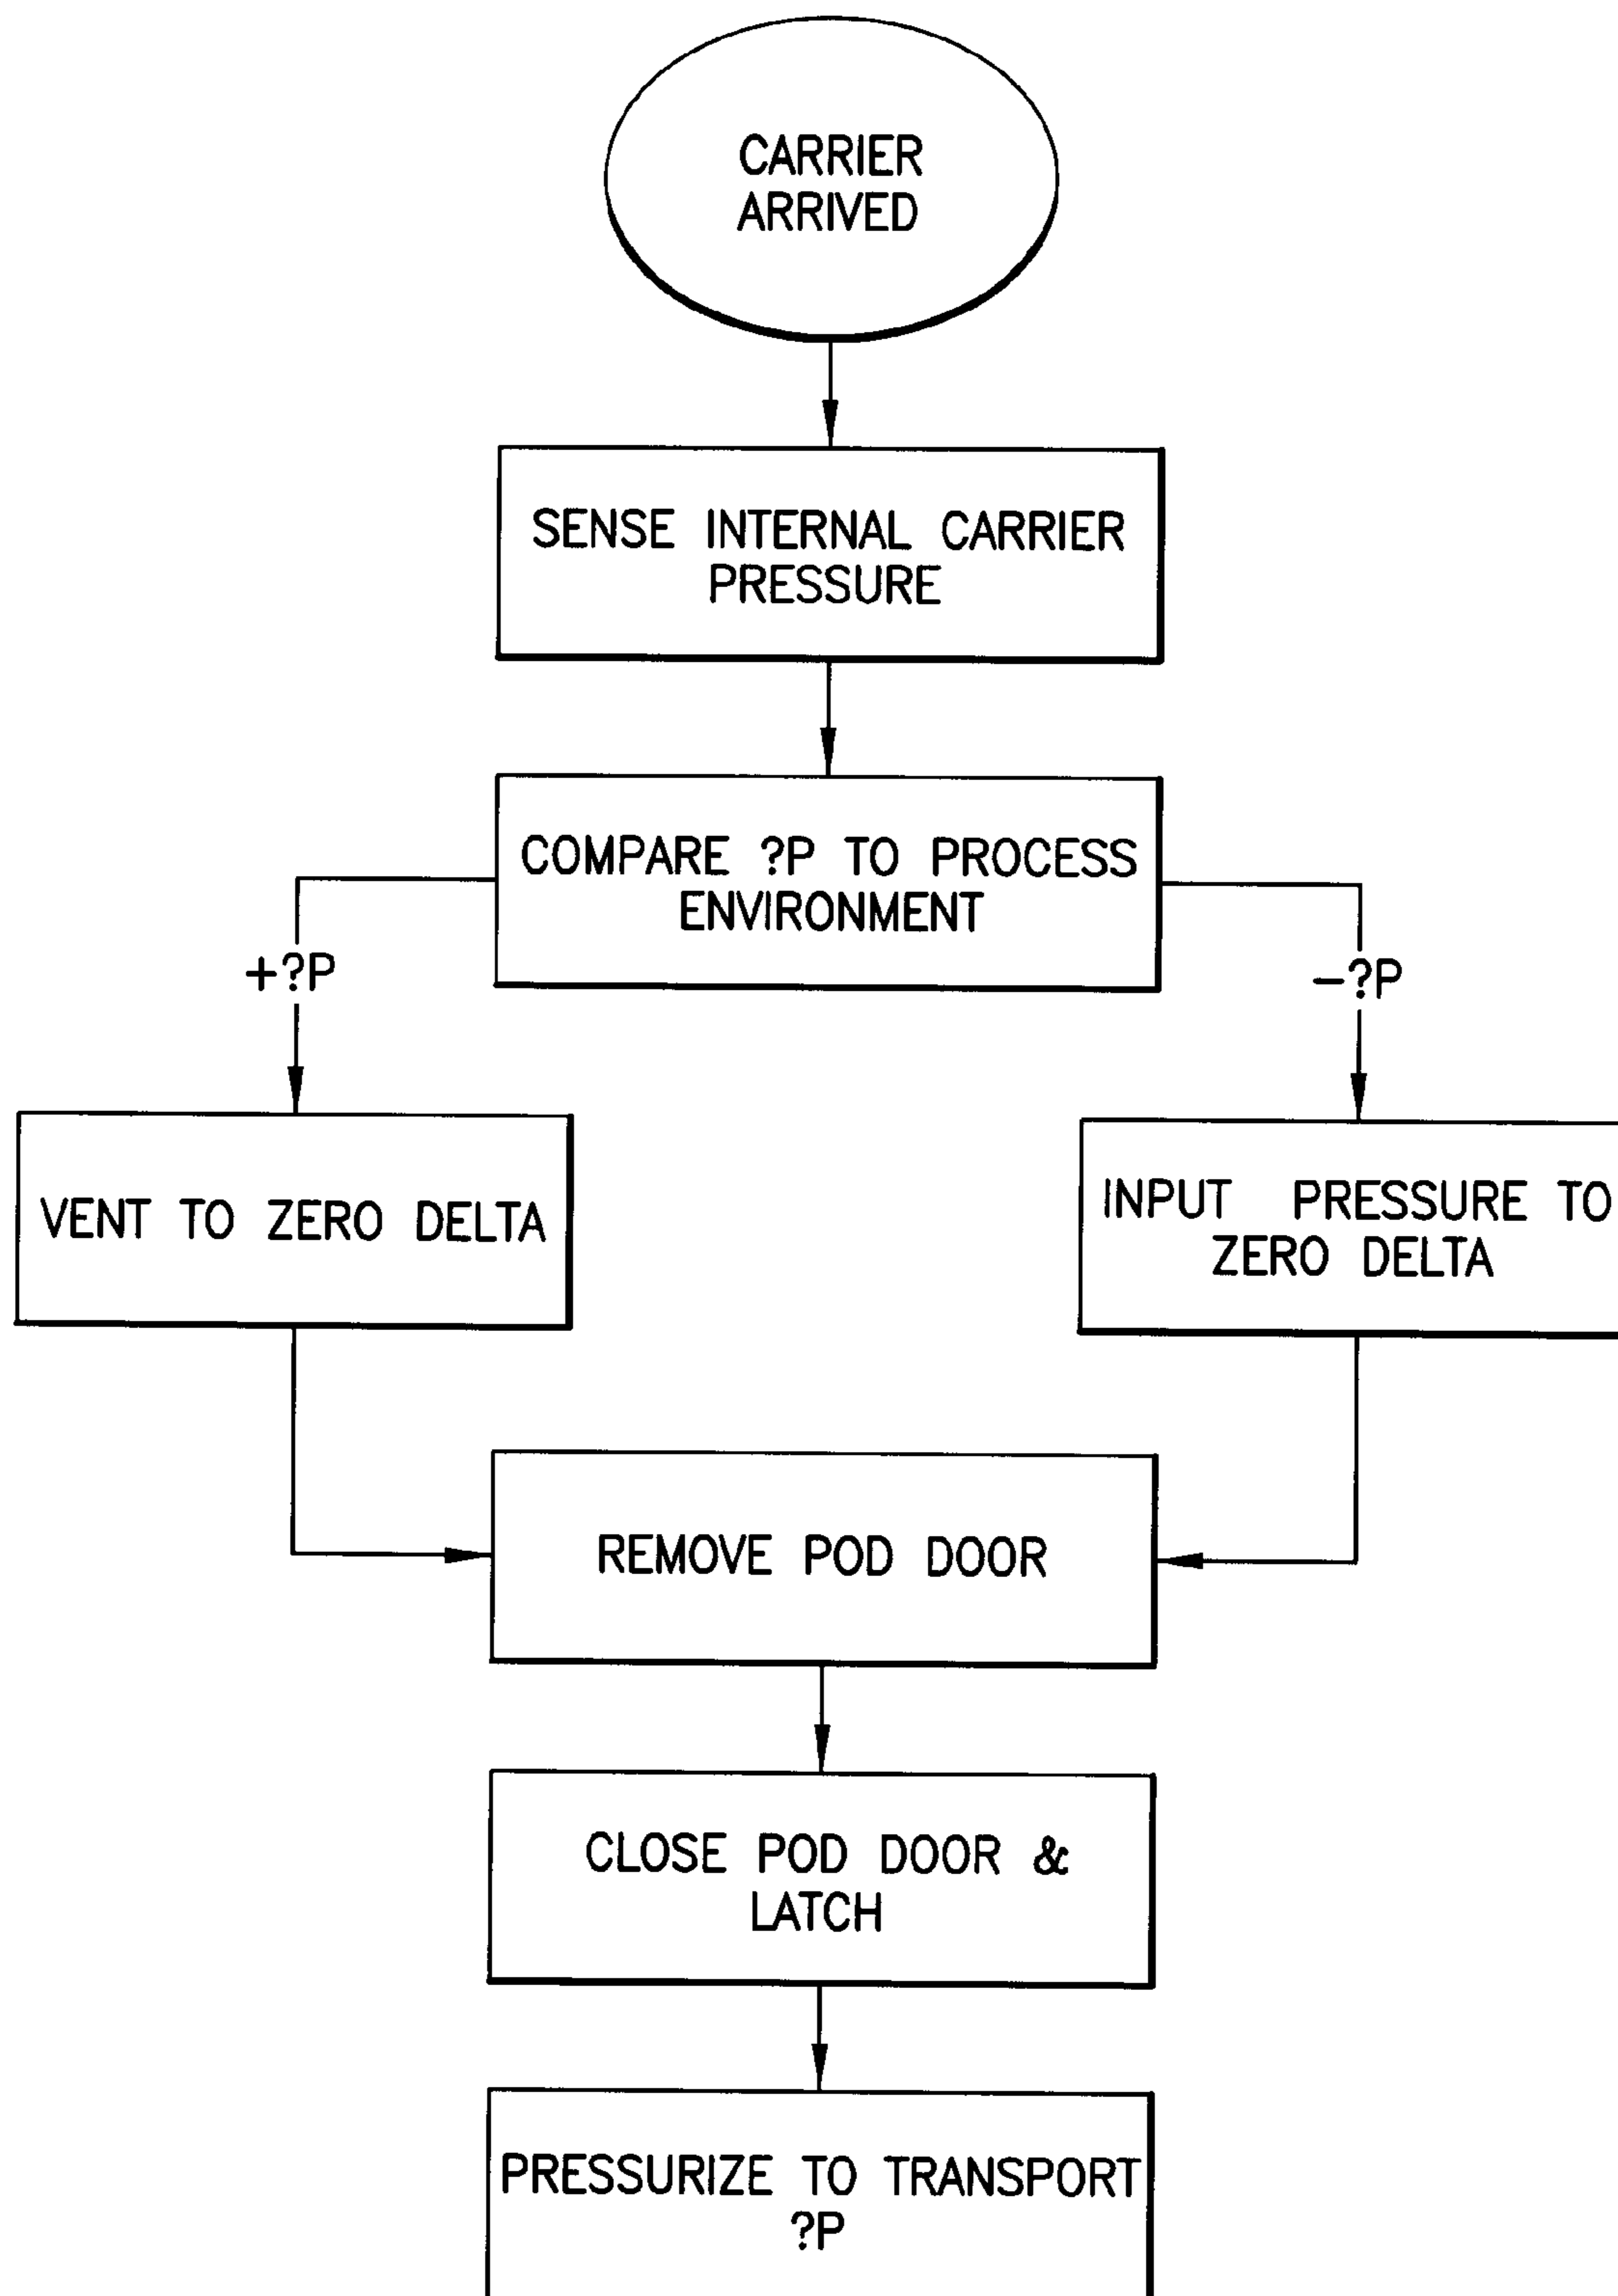 CARRIER
ARRIVED
SENSE INTERNAL CARRIER
PRESSURE
COMPARE ?P TO PROCESS
ENVIRONMENT
+?P
-?P
VENT TO ZERO DELTA
INPUT PRESSURE TO
ZERO DELTA
REMOVE POD DOOR
CLOSE POD DOOR &
LATCH
PRESSURIZE TO TRANSPORT
?P